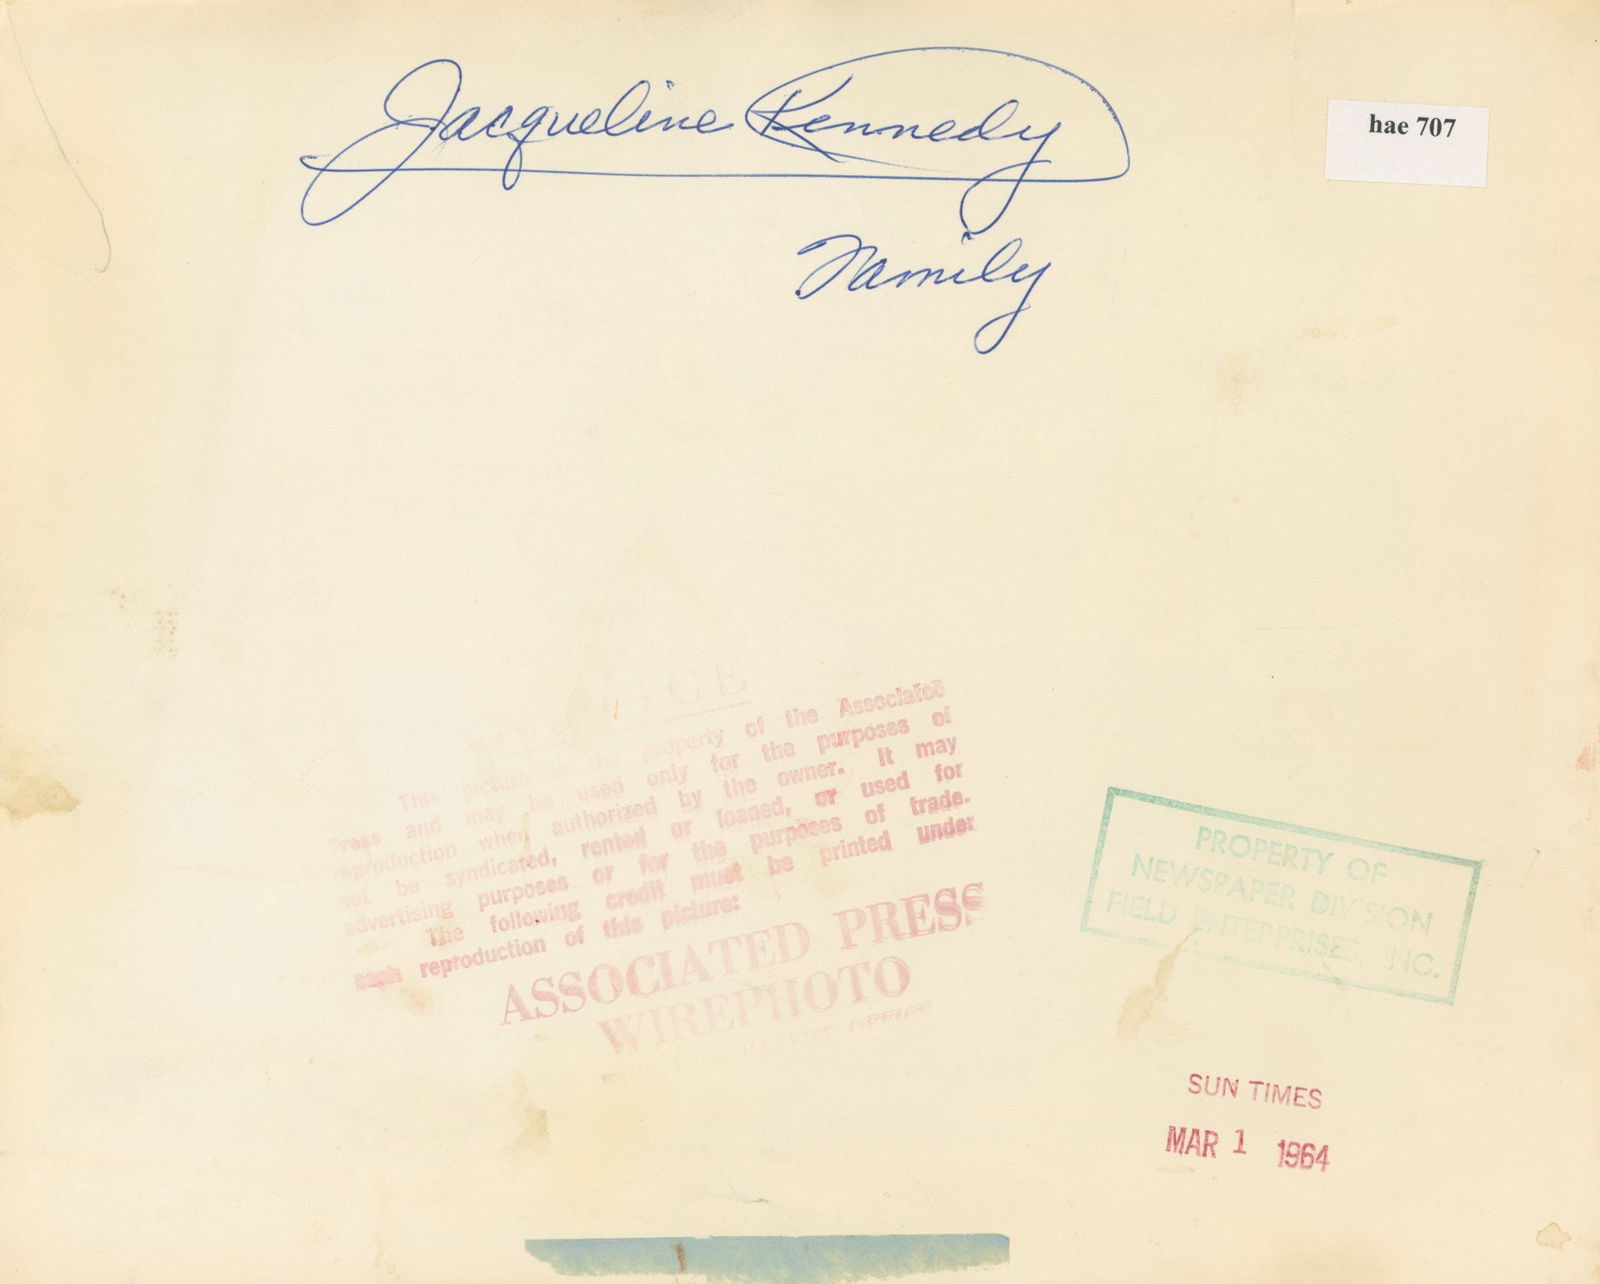 Jacqueline Kennedy
Family
hae 707
This picture is the property of the Associated
Press and may be used only for the purposes of
reproduction when authorized by the owner. It may
not be syndicated, rented or loaned, or used for
advertising purposes or for the purposes of trade.
The following credit must be printed under
each reproduction of this picture:
ASSOCIATED PRESS
WIREPHOTO
OFFICE
PROPERTY OF
NEWSPAPER DIVISION
FIELD ENTERPRISES, INC.
SUN TIMES
MAR 1 1964